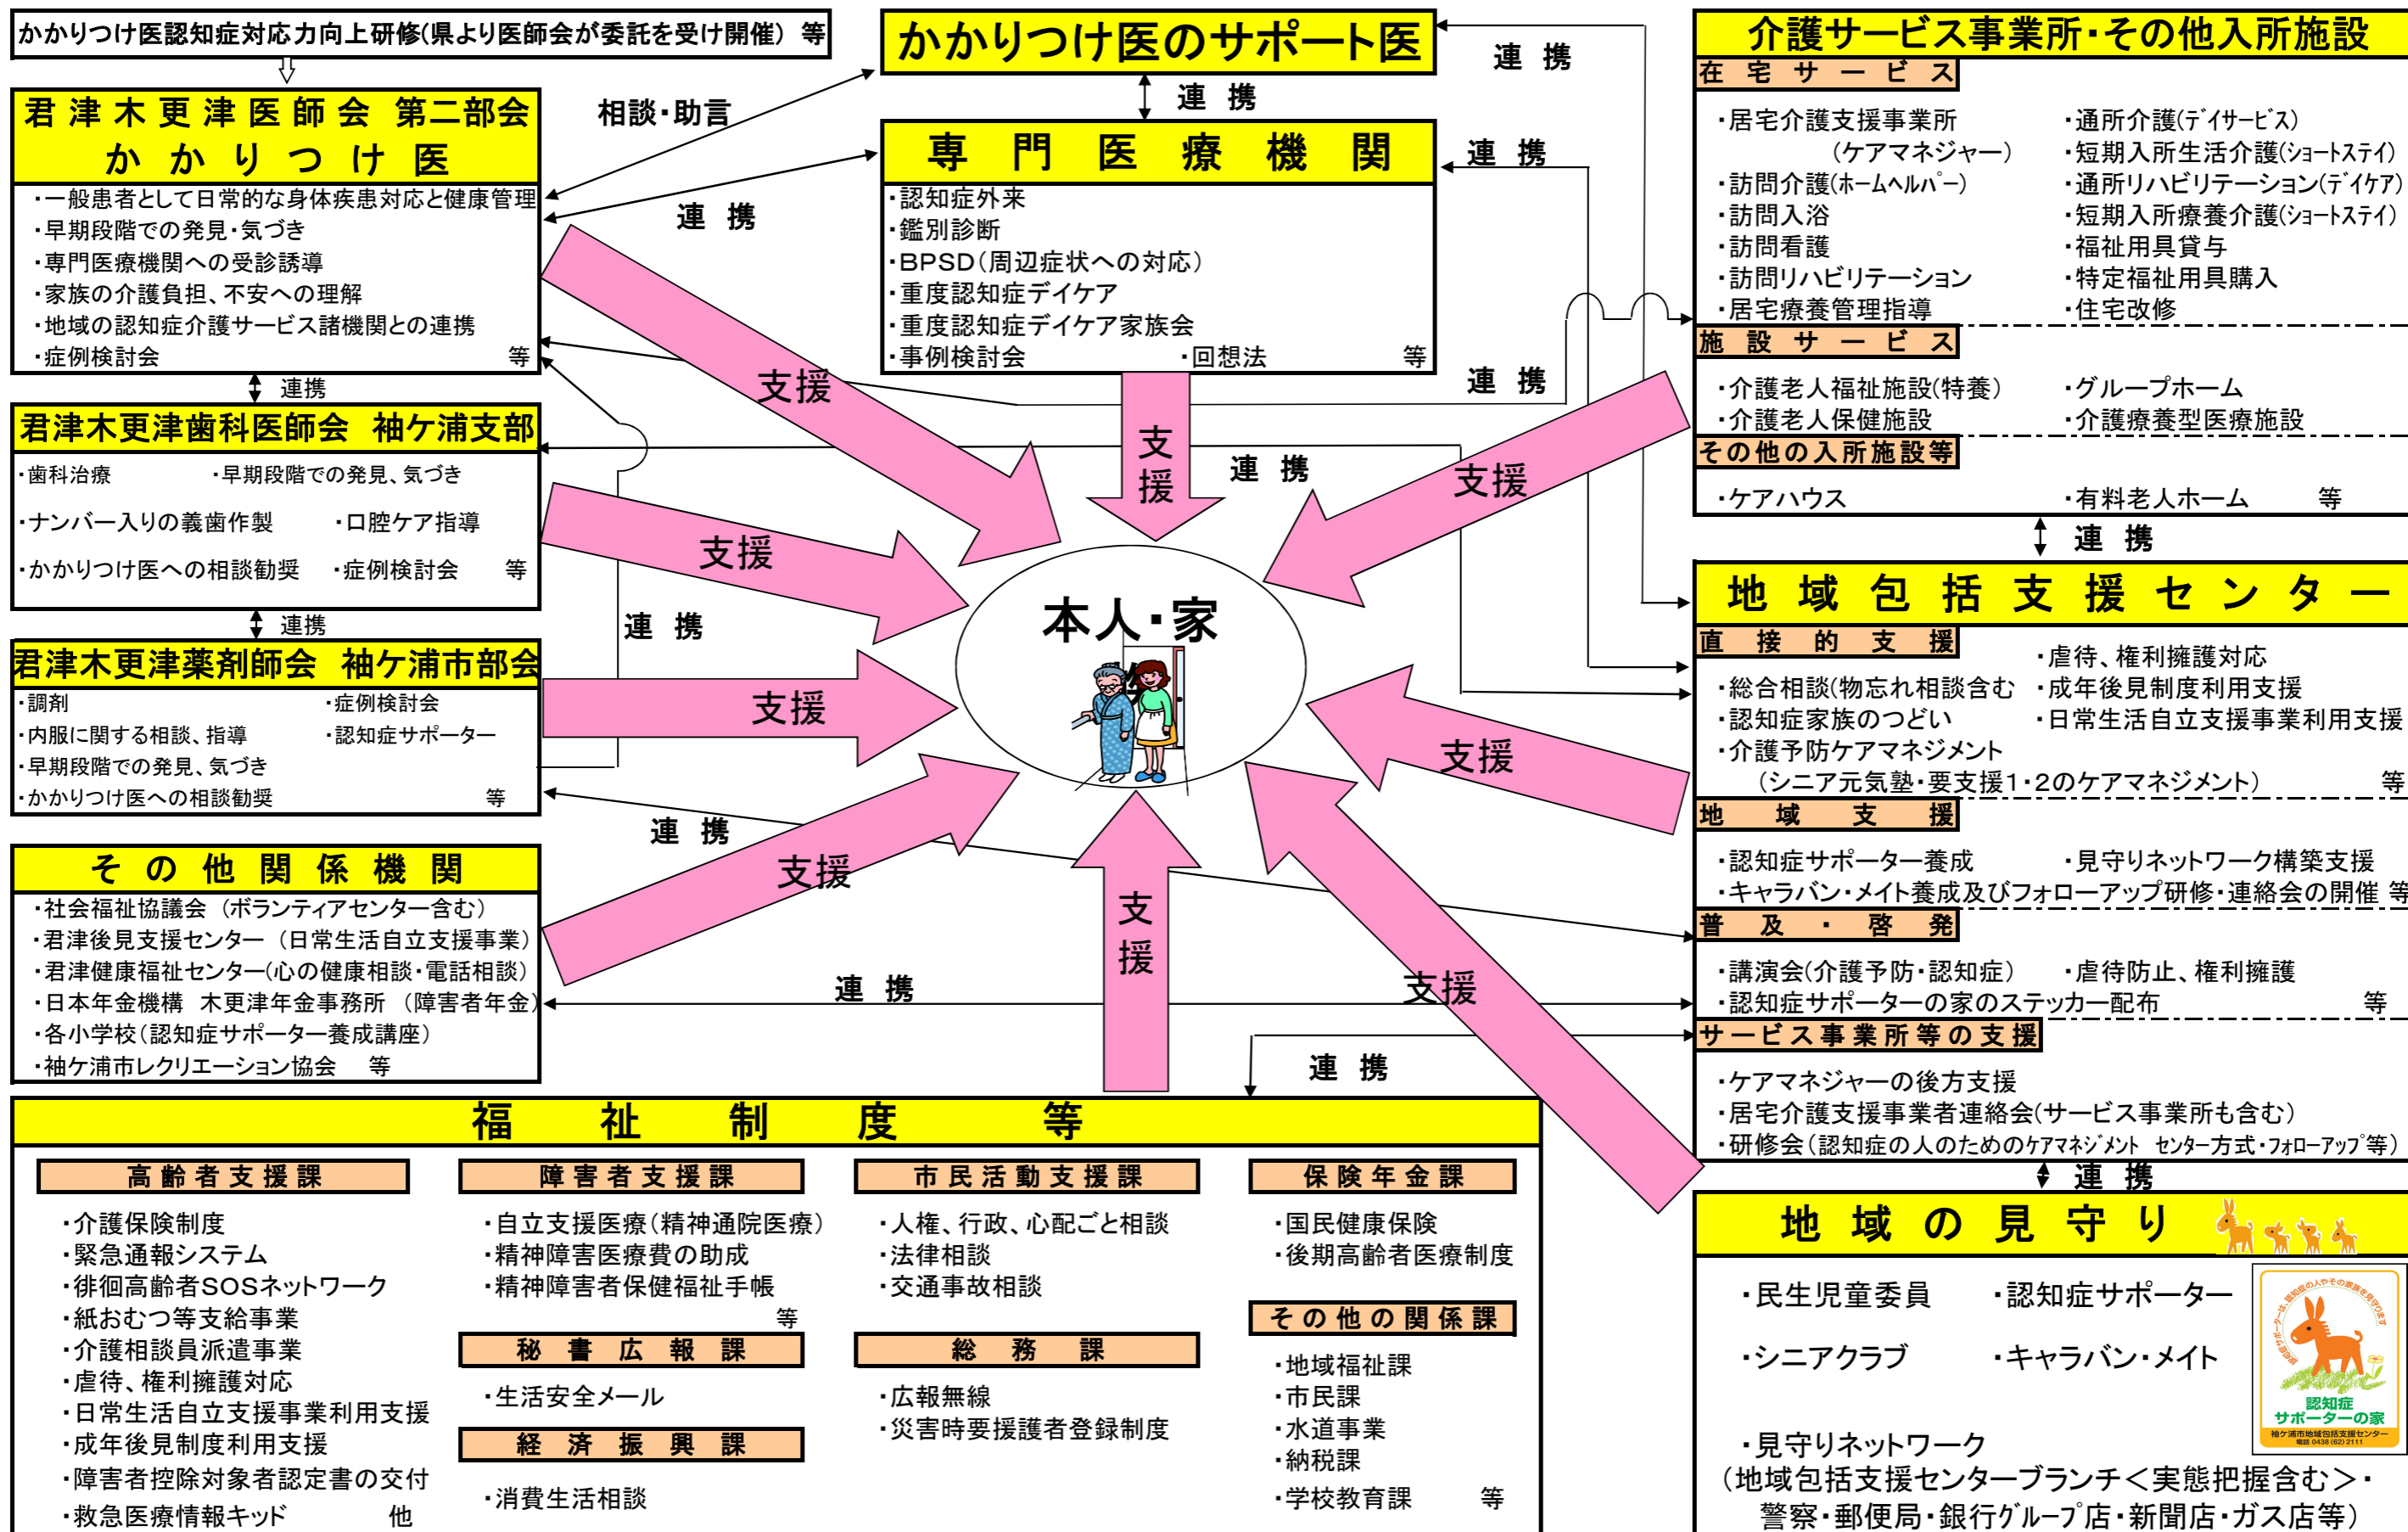 かかりつけ医認知症対応力向上研修(県より医師会が委託を受け開催) 等
君津木更津医師会 第二部会
かかりつけ医
・一般患者として日常的な身体疾患対応と健康管理
・早期段階での発見・気づき
・専門医療機関への受診誘導
・家族の介護負担、不安への理解
・地域の認知症介護サービス諸機関との連携
・症例検討会 等
連携
君津木更津歯科医師会 袖ケ浦支部
・歯科治療 ・早期段階での発見、気づき
・ナンバー入りの義歯作製 ・口腔ケア指導
・かかりつけ医への相談勧奨 ・症例検討会 等
連携
君津木更津薬剤師会 袖ケ浦市部会
・調剤 ・症例検討会
・内服に関する相談、指導 ・認知症サポーター
・早期段階での発見、気づき
・かかりつけ医への相談勧奨 等
その他関係機関
・社会福祉協議会 (ボランティアセンター含む)
・君津後見支援センター (日常生活自立支援事業)
・君津健康福祉センター(心の健康相談・電話相談)
・日本年金機構 木更津年金事務所 (障害者年金)
・各小学校(認知症サポーター養成講座)
・袖ケ浦市レクリエーション協会 等
かかりつけ医のサポート医
相談・助言
連携
連携
専門医療機関
連携
連携
・認知症外来
・鑑別診断
・BPSD(周辺症状への対応)
・重度認知症デイケア
・重度認知症デイケア家族会
・事例検討会 ・回想法 等
連携
連携
連携
連携
連携
連携
支援
支援
支援
支援
支援
支援
支援
支援
支援
本人・家
介護サービス事業所・その他入所施設
在宅サービス
・居宅介護支援事業所 ・通所介護(デイサービス)
(ケアマネジャー) ・短期入所生活介護(ショートステイ)
・訪問介護(ホームヘルパー) ・通所リハビリテーション(デイケア)
・訪問入浴 ・短期入所療養介護(ショートステイ)
・訪問看護 ・福祉用具貸与
・訪問リハビリテーション ・特定福祉用具購入
・居宅療養管理指導 ・住宅改修
施設サービス
・介護老人福祉施設(特養) ・グループホーム
・介護老人保健施設 ・介護療養型医療施設
その他の入所施設等
・ケアハウス ・有料老人ホーム 等
連携
地域包括支援センター
直接的支援
・虐待、権利擁護対応
・総合相談(物忘れ相談含む ・成年後見制度利用支援
・認知症家族のつどい ・日常生活自立支援事業利用支援
・介護予防ケアマネジメント
(シニア元気塾・要支援1・2のケアマネジメント) 等
地域支援
・認知症サポーター養成 ・見守りネットワーク構築支援
・キャラバン・メイト養成及びフォローアップ研修・連絡会の開催 等
普及・啓発
・講演会(介護予防・認知症) ・虐待防止、権利擁護
・認知症サポーターの家のステッカー配布 等
サービス事業所等の支援
・ケアマネジャーの後方支援
・居宅介護支援事業者連絡会(サービス事業所も含む)
・研修会(認知症の人のためのケアマネジメント センター方式・フォローアップ等)
連携
地域の見守り
・民生児童委員 ・認知症サポーター
・シニアクラブ ・キャラバン・メイト
・見守りネットワーク
(地域包括支援センターブランチ<実態把握含む>・
警察・郵便局・銀行グループ店・新聞店・ガス店等)
認知症サポーターは、認知症の人やその家族を見守ります
認知症
サポーターの家
袖ケ浦市地域包括支援センター
電話 0438(62)2111
福祉制度等
高齢者支援課
・介護保険制度
・緊急通報システム
・徘徊高齢者SOSネットワーク
・紙おむつ等支給事業
・介護相談員派遣事業
・虐待、権利擁護対応
・日常生活自立支援事業利用支援
・成年後見制度利用支援
・障害者控除対象者認定書の交付
・救急医療情報キッド 他
障害者支援課
・自立支援医療(精神通院医療)
・精神障害医療費の助成
・精神障害者保健福祉手帳
等
秘書広報課
・生活安全メール
経済振興課
・消費生活相談
市民活動支援課
・人権、行政、心配ごと相談
・法律相談
・交通事故相談
総務課
・広報無線
・災害時要援護者登録制度
保険年金課
・国民健康保険
・後期高齢者医療制度
その他の関係課
・地域福祉課
・市民課
・水道事業
・納税課
・学校教育課 等